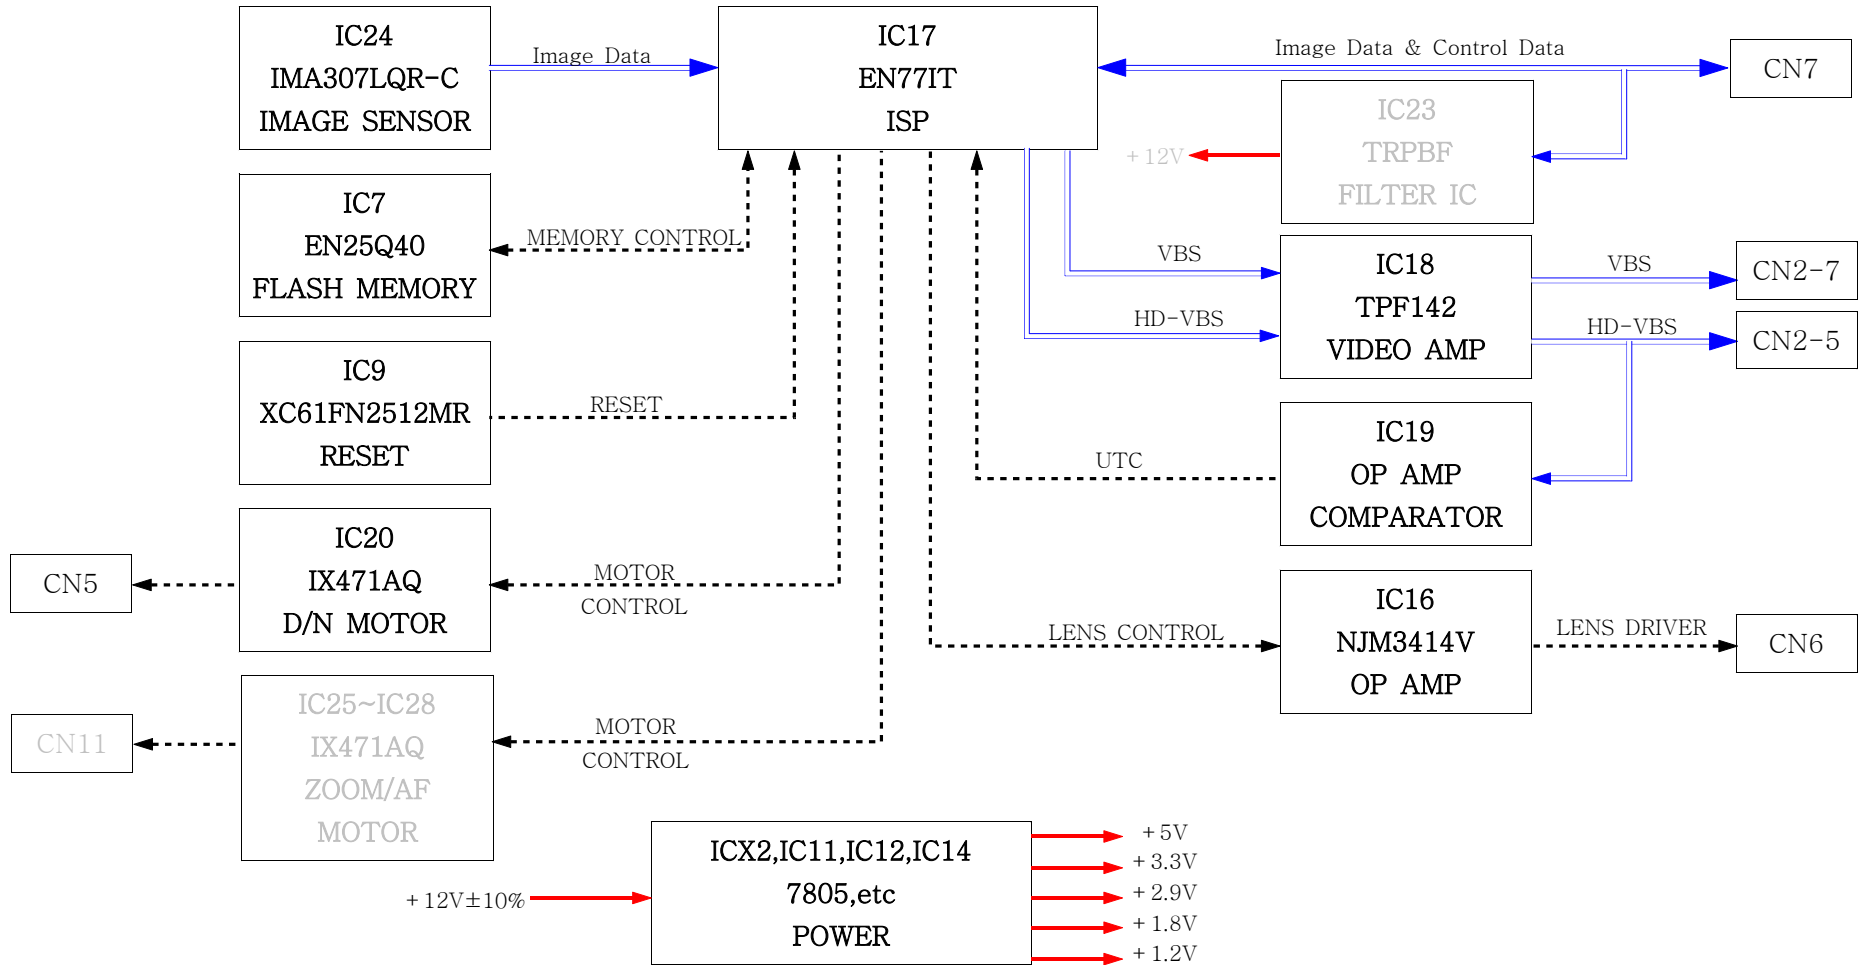 IC24
IMA307LQR-C
IMAGE SENSOR
Image Data
IC17
EN77IT
ISP
Image Data & Control Data
CN7
IC23
TRPBF
FILTER IC
+12V
IC7
EN25Q40
FLASH MEMORY
MEMORY CONTROL
VBS
HD-VBS
IC18
TPF142
VIDEO AMP
VBS
CN2-7
HD-VBS
CN2-5
IC9
XC61FN2512MR
RESET
RESET
UTC
IC19
OP AMP
COMPARATOR
CN5
IC20
IX471AQ
D/N MOTOR
MOTOR
CONTROL
LENS CONTROL
IC16
NJM3414V
OP AMP
LENS DRIVER
CN6
CN11
IC25~IC28
IX471AQ
ZOOM/AF
MOTOR
MOTOR
CONTROL
+12V±10%
ICX2,IC11,IC12,IC14
7805,etc
POWER
+5V
+3.3V
+2.9V
+1.8V
+1.2V